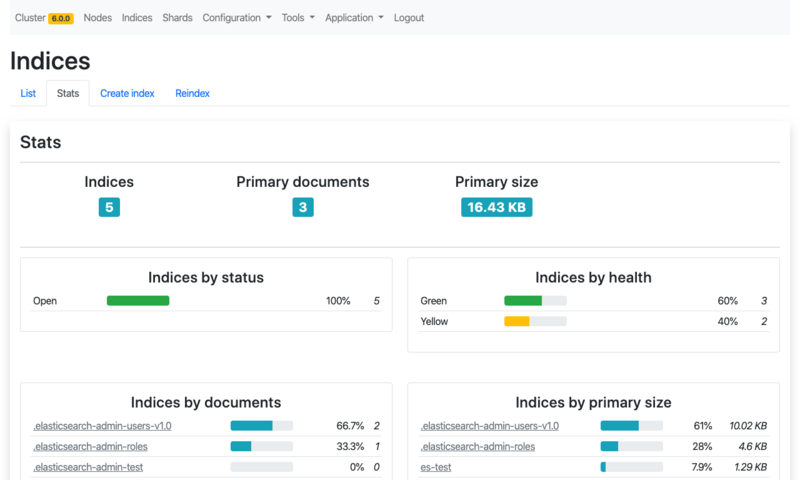 Cluster 6.0.0 Nodes Indices Shards Configuration Tools Application Logout
Indices
List Stats Create index Reindex
Stats
Indices Primary documents Primary size
5 3 16.43 KB
Indices by status
Open 100% 5
Indices by health
Green 60% 3
Yellow 40% 2
Indices by documents
.elasticsearch-admin-users-v1.0 66.7% 2
.elasticsearch-admin-roles 33.3% 1
.elasticsearch-admin-test 0% 0
Indices by primary size
.elasticsearch-admin-users-v1.0 61% 10.02 KB
.elasticsearch-admin-roles 28% 4.6 KB
es-test 7.9% 1.29 KB